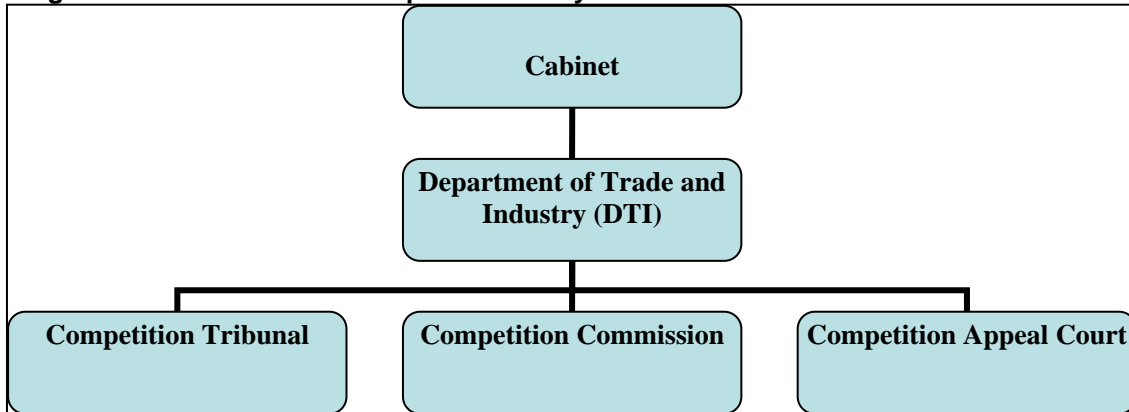 Cabinet
Department of Trade and
Industry (DTI)
Competition Tribunal
Competition Commission
Competition Appeal Court